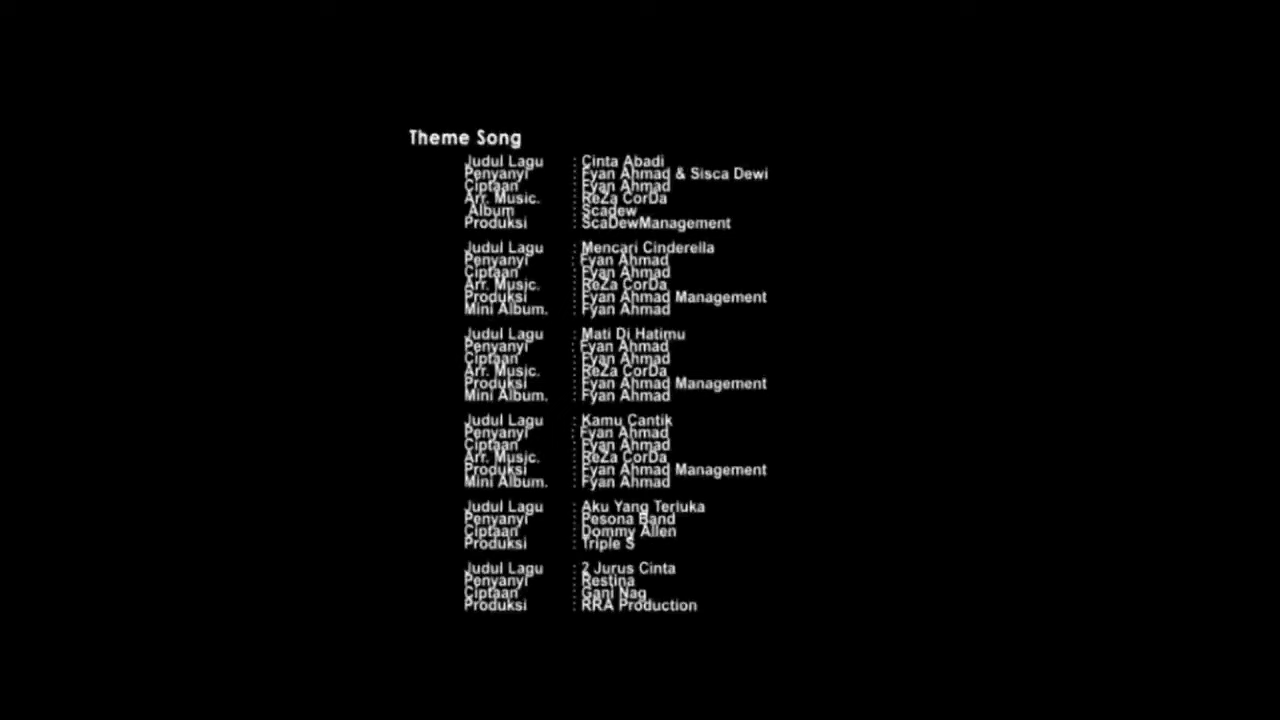 Theme Song
Judul Lagu : Cinta Abadi
Penyanyi : Fyan Ahmad & Sisca Dewi
Ciptaan : Fyan Ahmad
Arr. Music. : ReZa CorDa
Album : Scadew
Produksi : ScaDewManagement
Judul Lagu : Mencari Cinderella
Penyanyi : Fyan Ahmad
Ciptaan : Fyan Ahmad
Arr. Music. : ReZa CorDa
Produksi : Fyan Ahmad Management
Mini Album. : Fyan Ahmad
Judul Lagu : Mati Di Hatimu
Penyanyi : Fyan Ahmad
Ciptaan : Fyan Ahmad
Arr. Music. : ReZa CorDa
Produksi : Fyan Ahmad Management
Mini Album. : Fyan Ahmad
Judul Lagu : Kamu Cantik
Penyanyi : Fyan Ahmad
Ciptaan : Fyan Ahmad
Arr. Music. : ReZa CorDa
Produksi : Fyan Ahmad Management
Mini Album. : Fyan Ahmad
Judul Lagu : Aku Yang Terluka
Penyanyi : Pesona Band
Ciptaan : Dommy Allen
Produksi : Triple S
Judul Lagu : 2 Jurus Cinta
Penyanyi : Restina
Ciptaan : Gani Nag
Produksi : RRA Production